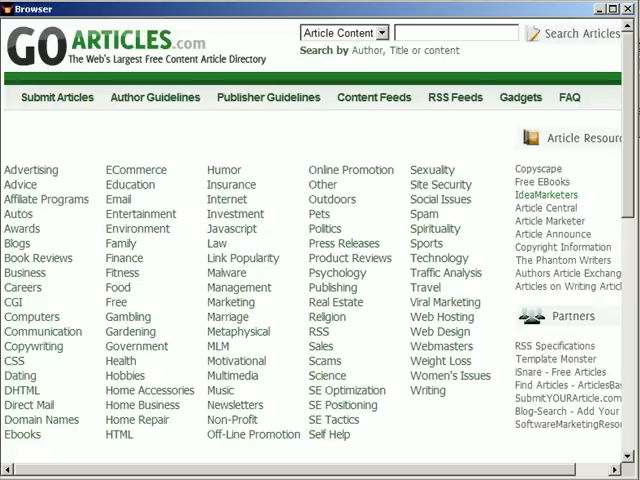 Browser
GO ARTICLES.com
The Web's Largest Free Content Article Directory
Article Content
Search Articles
Search by Author, Title or content
Submit Articles Author Guidelines Publisher Guidelines Content Feeds RSS Feeds Gadgets FAQ
Advertising
Advice
Affiliate Programs
Autos
Awards
Blogs
Book Reviews
Business
Careers
CGI
Computers
Communication
Copywriting
CSS
Dating
DHTML
Direct Mail
Domain Names
Ebooks
ECommerce
Education
Email
Entertainment
Environment
Family
Finance
Fitness
Food
Free
Gambling
Gardening
Government
Health
Hobbies
Home Accessories
Home Business
Home Repair
HTML
Humor
Insurance
Internet
Investment
Javascript
Law
Link Popularity
Malware
Management
Marketing
Marriage
Metaphysical
MLM
Motivational
Multimedia
Music
Newsletters
Non-Profit
Off-Line Promotion
Online Promotion
Other
Outdoors
Pets
Politics
Press Releases
Product Reviews
Psychology
Publishing
Real Estate
Religion
RSS
Sales
Scams
Science
SE Optimization
SE Positioning
SE Tactics
Self Help
Sexuality
Site Security
Social Issues
Spam
Spirituality
Sports
Technology
Traffic Analysis
Travel
Viral Marketing
Web Hosting
Web Design
Webmasters
Weight Loss
Women's Issues
Writing
Article Resour
Copyscape
Free EBooks
IdeaMarketers
Article Central
Article Marketer
Article Announce
Copyright Information
The Phantom Writers
Authors Article Exchang
Articles on Writing Articl
Partners
RSS Specifications
Template Monster
iSnare - Free Articles
Find Articles - ArticlesBas
SubmitYOURArticle.com
Blog-Search - Add Your
SoftwareMarketingResou